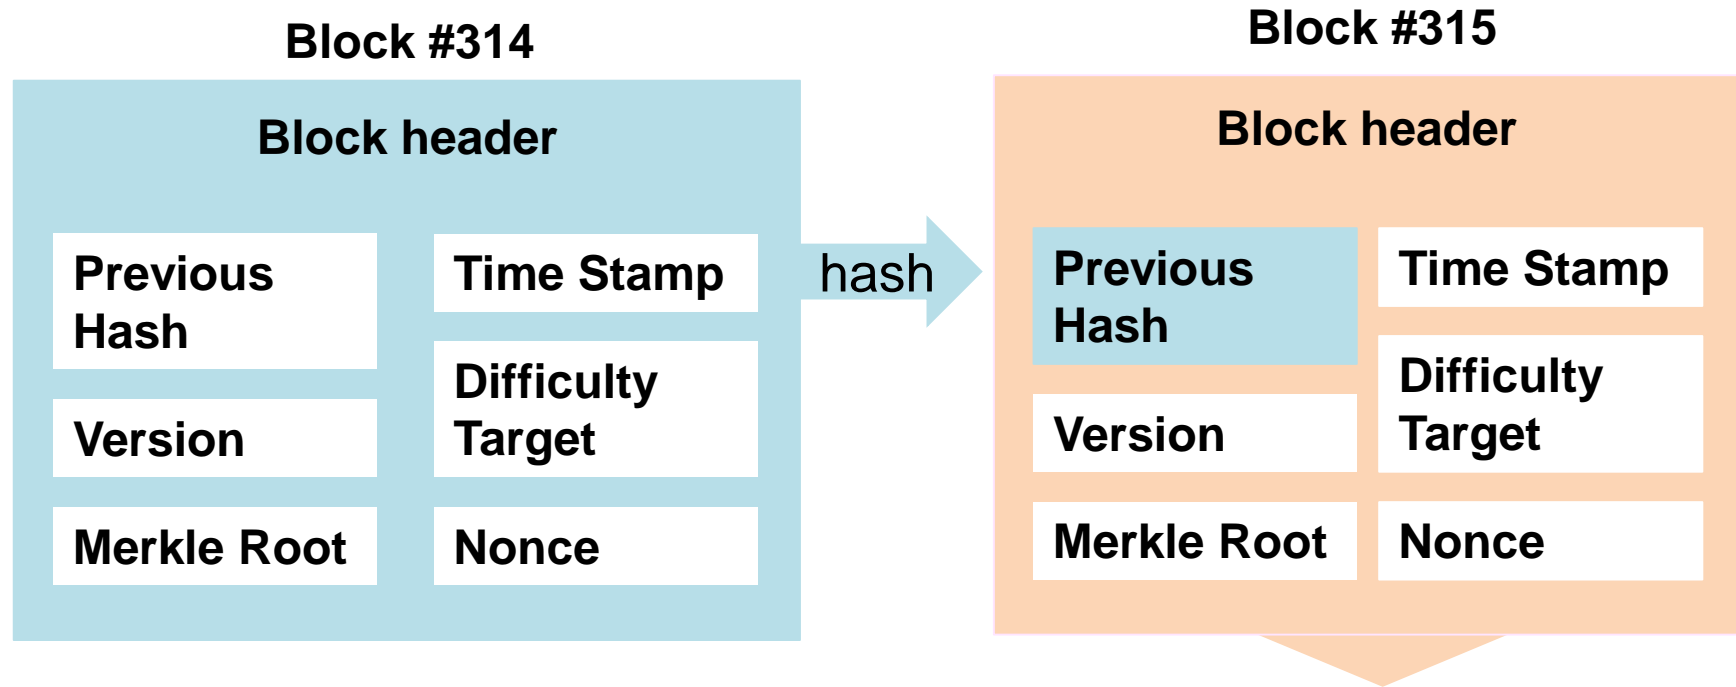 Block #314
Block header
Previous
Hash
Version
Merkle Root
Time Stamp
Difficulty
Target
Nonce
hash
Block #315
Block header
Previous
Hash
Version
Merkle Root
Time Stamp
Difficulty
Target
Nonce